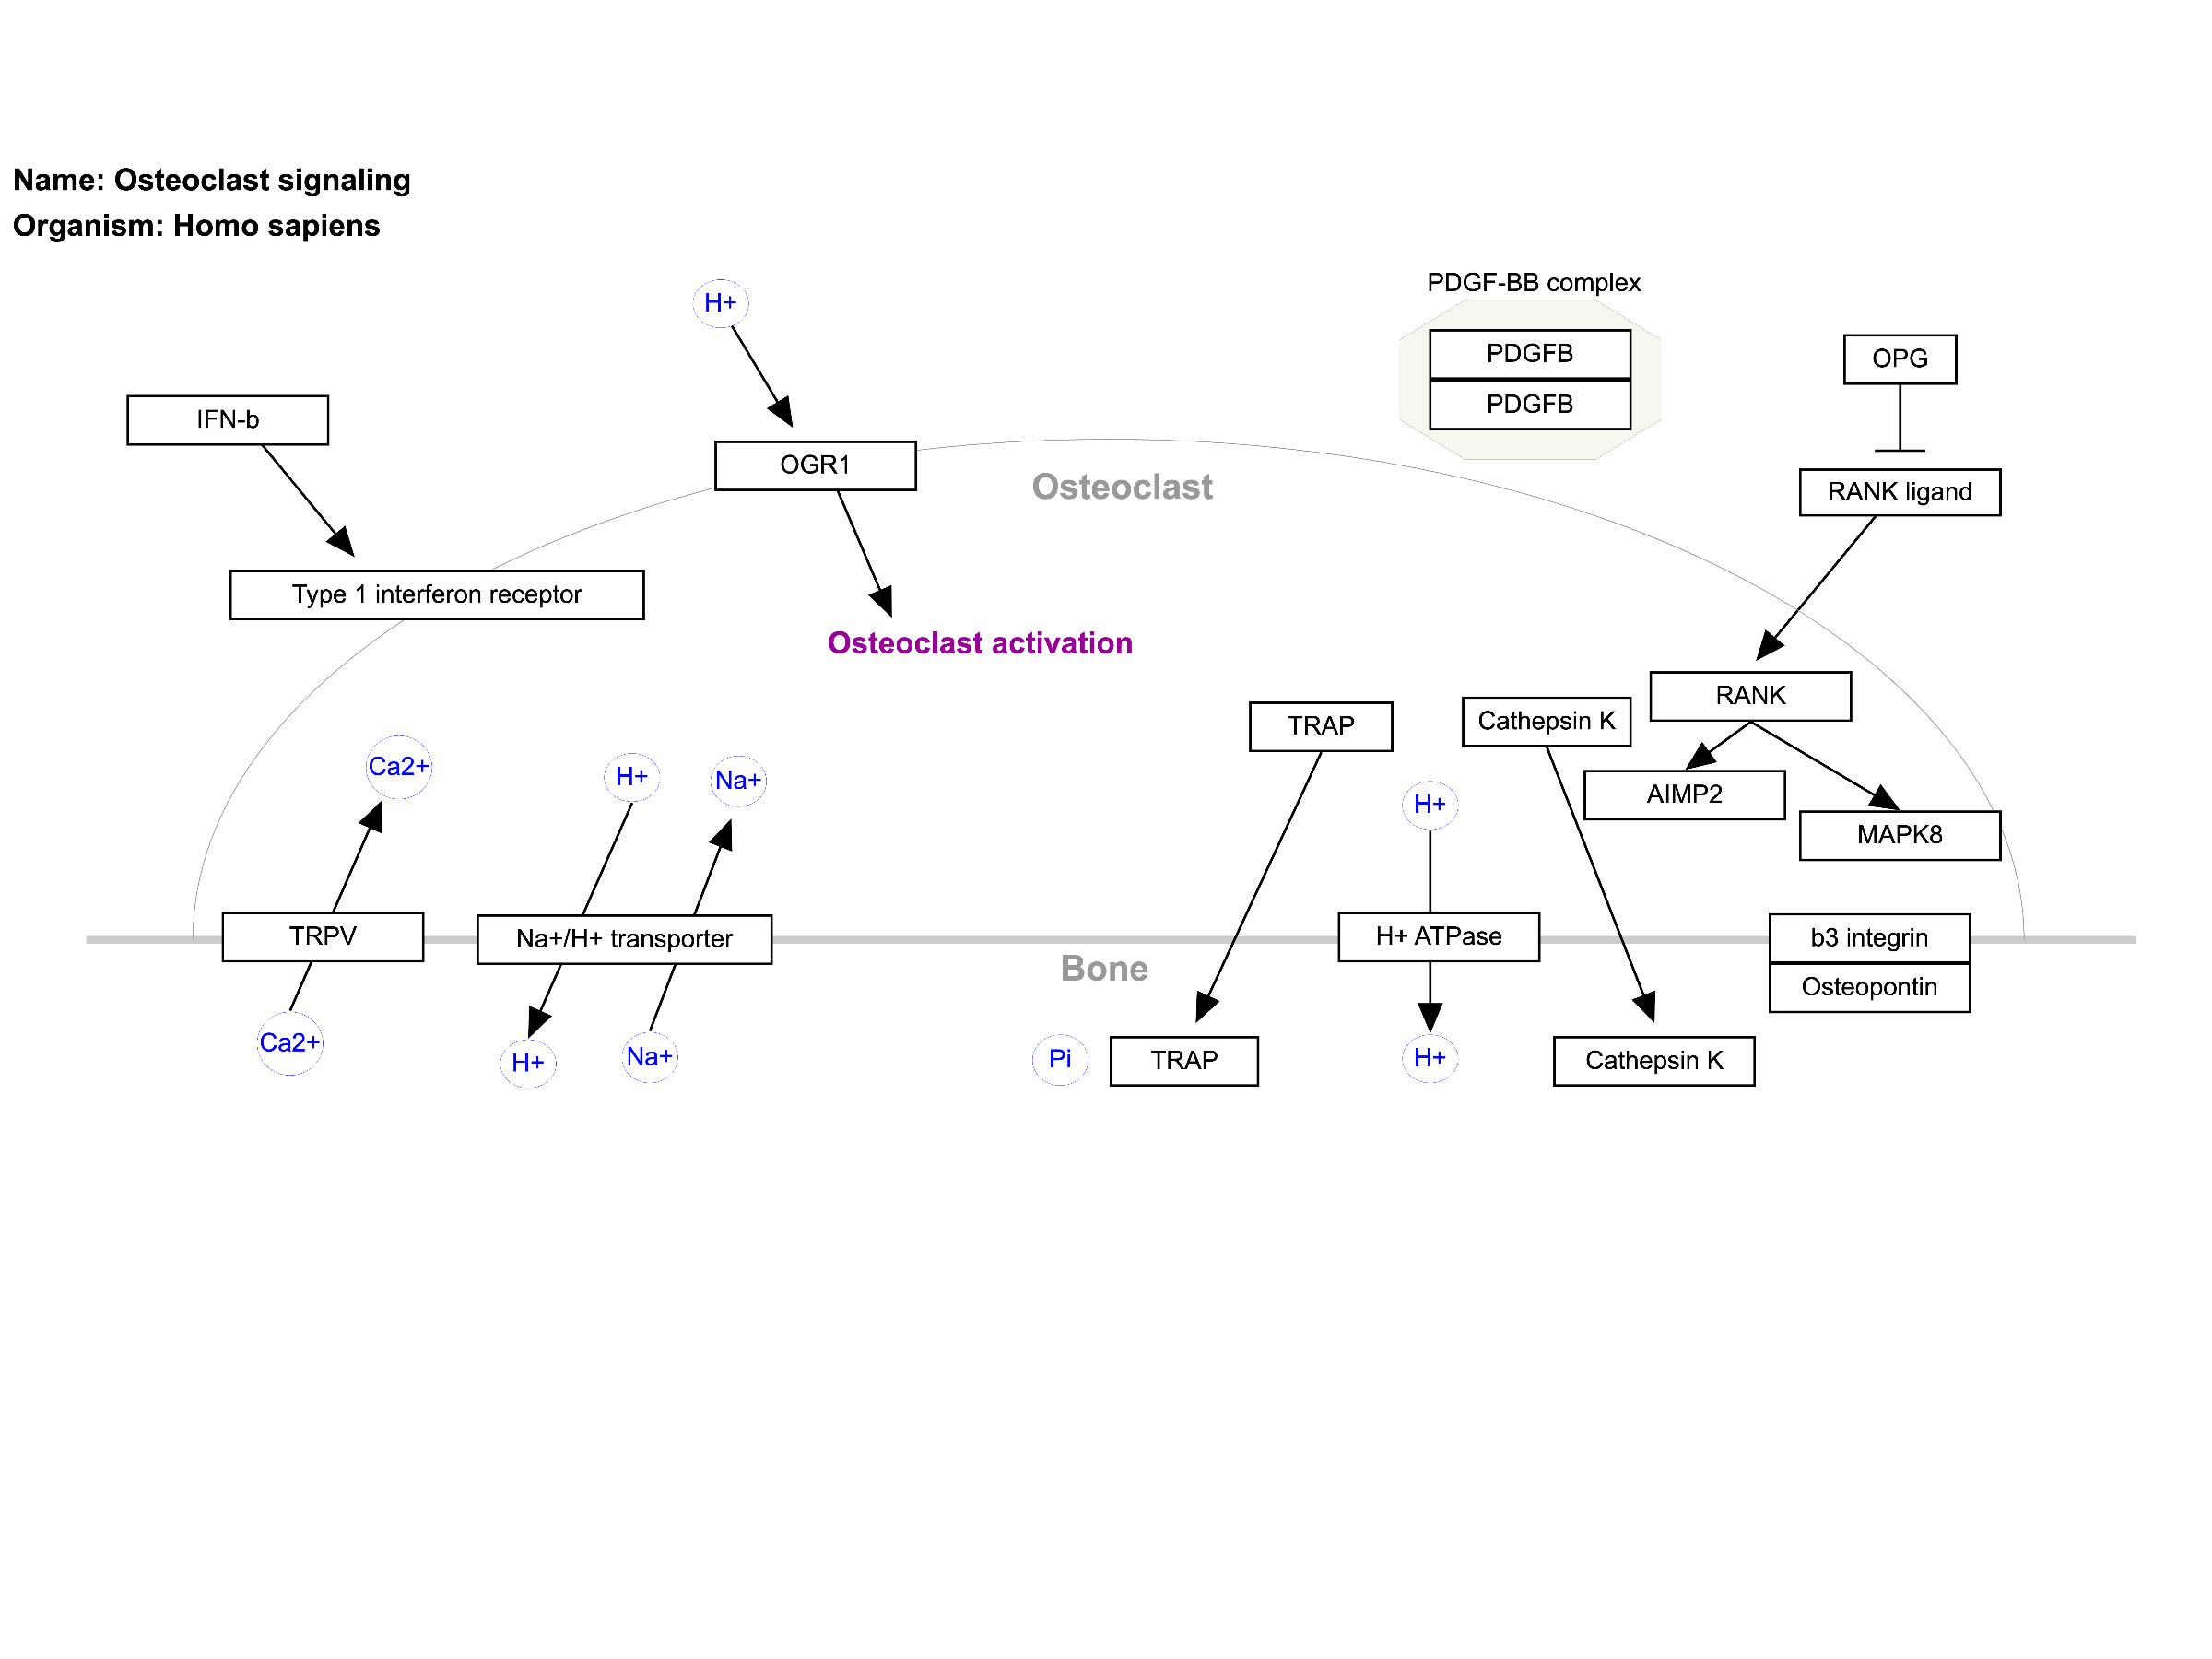 Name: Osteoclast signaling
Organism: Homo sapiens
H+
PDGF-BB complex
PDGFB
PDGFB
OPG
IFN-b
OGR1
Osteoclast
RANK ligand
Type 1 interferon receptor
Osteoclast activation
RANK
TRAP
Cathepsin K
Ca2+
H+
Na+
H+
AIMP2
MAPK8
TRPV
Na+/H+ transporter
H+ ATPase
b3 integrin
Bone
Osteopontin
Ca2+
H+
Na+
Pi
TRAP
H+
Cathepsin K